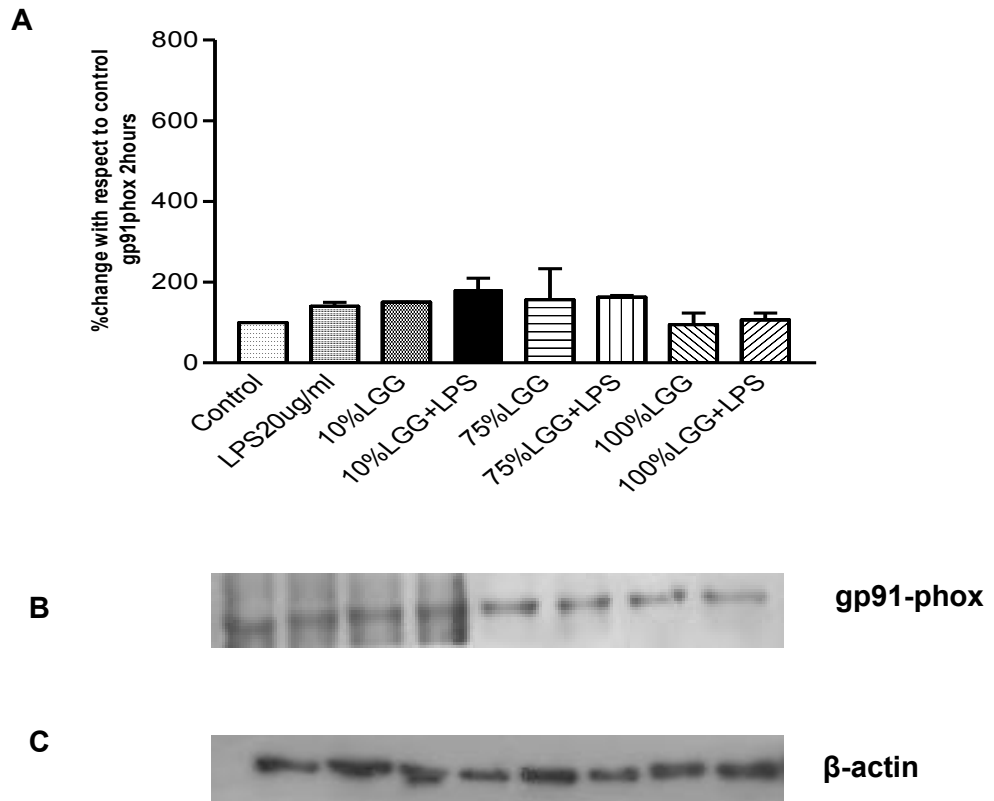 A
%change with respect to control
gp91phox 2hours
800
600
400
200
0
Control
LPS20ug/ml
10%LGG
10%LGG+LPS
75%LGG
75%LGG+LPS
100%LGG
100%LGG+LPS
B
gp91-phox
C
β-actin